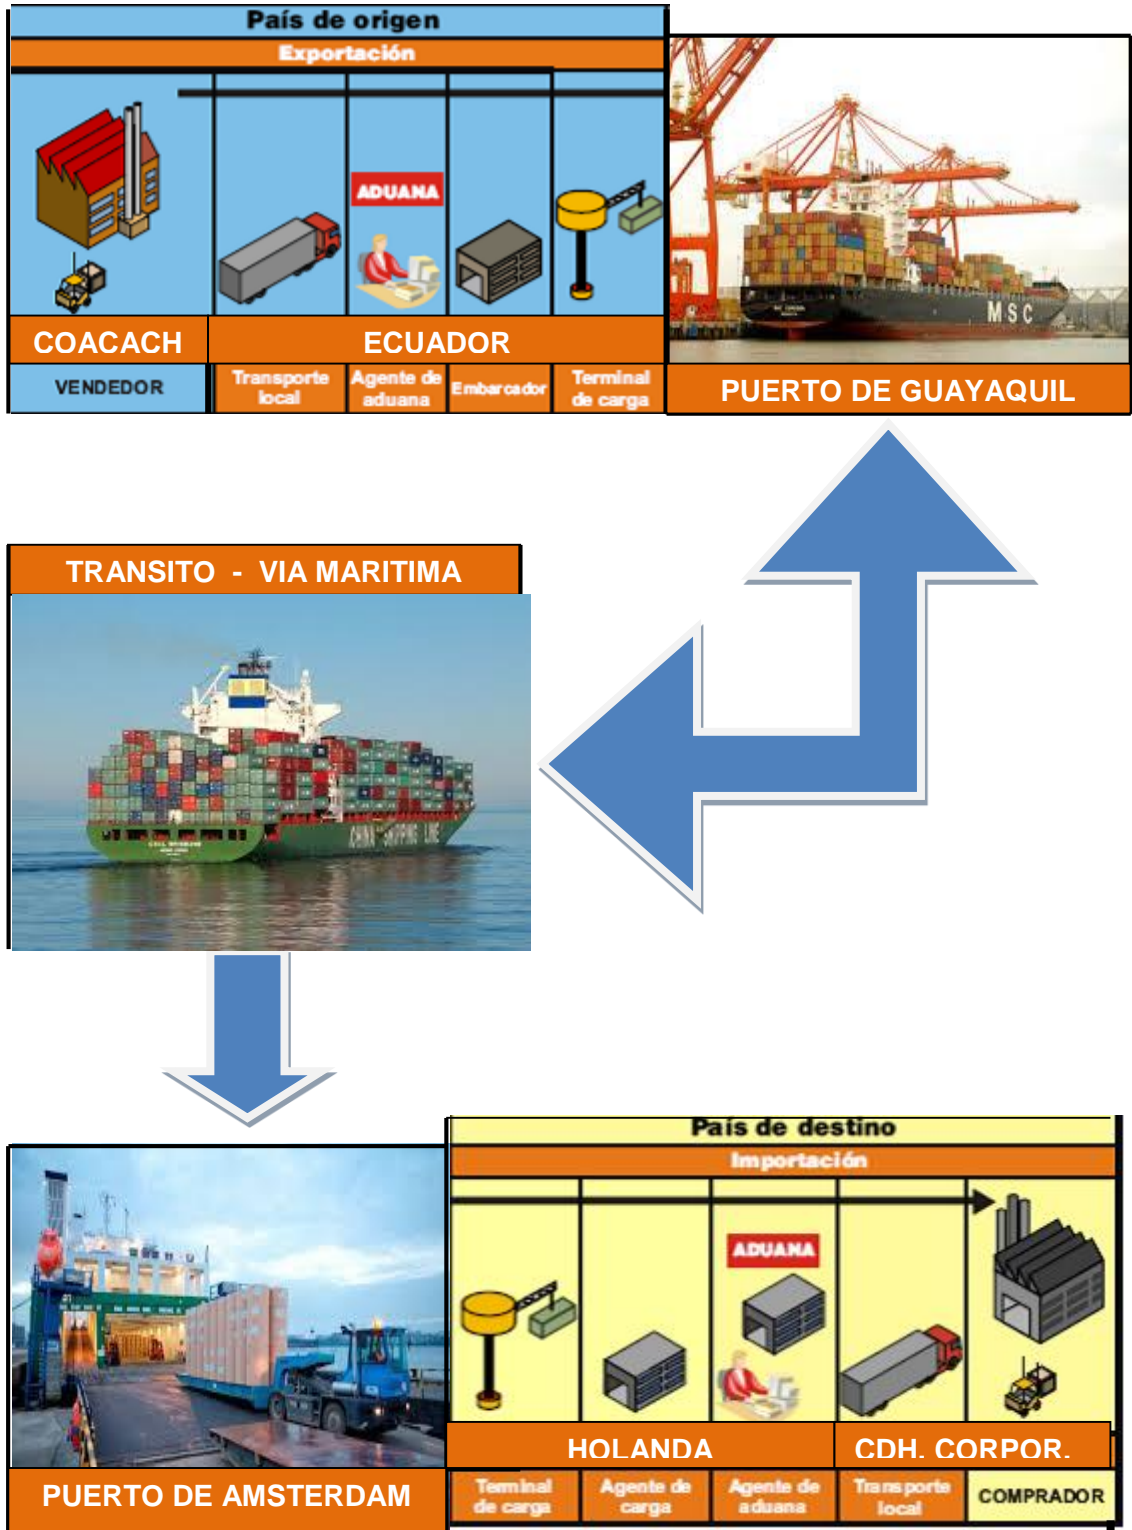 País de origen
Exportación
ADUANA
COACACH
ECUADOR
VENDEDOR
Transporte
local
Agente de
aduana
Embarcador
Terminal
de carga
MSC
PUERTO DE GUAYAQUIL
TRANSITO - VIA MARITIMA
CHINA SHIPPING LINE
País de destino
Importación
ADUANA
HOLANDA
CDH. CORPOR.
PUERTO DE AMSTERDAM
Terminal
de carga
Agente de
carga
Agente de
aduana
Transporte
local
COMPRADOR